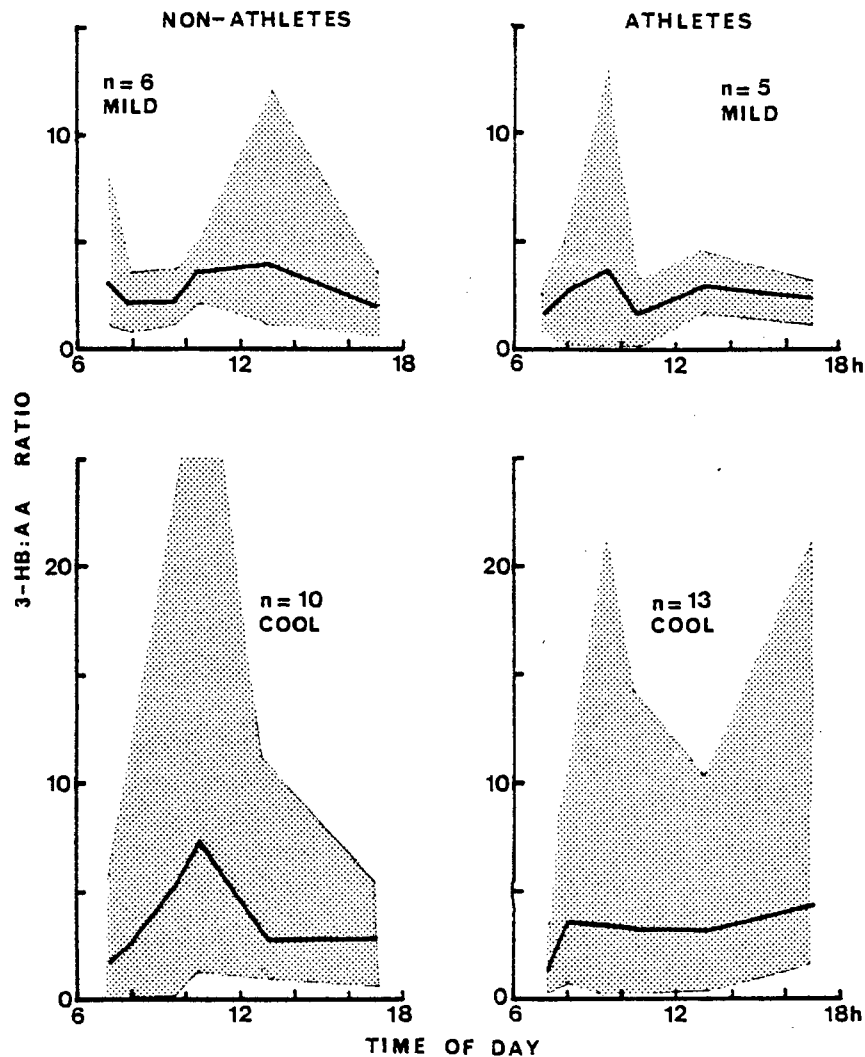 NON-ATHLETES
ATHLETES
n=6
MILD
n=5
MILD
10
0
6
12
18
10
0
6
12
18h
3-HB:AA RATIO
n=10
COOL
n=13
COOL
20
10
0
6
12
18
20
10
0
6
12
18h
TIME OF DAY